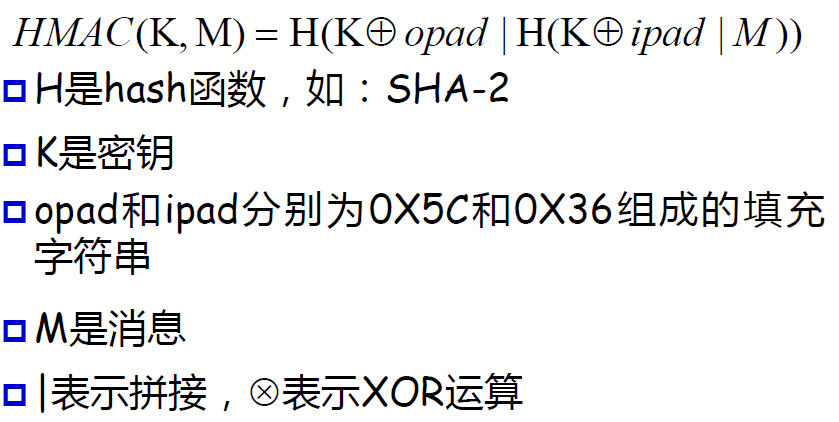 HMAC(K, M) = H(K⊕ opad | H(K⊕ ipad | M))
H是hash函数，如：SHA-2
K是密钥
opad和ipad分别为0X5C和0X36组成的填充
字符串
M是消息
|表示拼接，⊗表示XOR运算